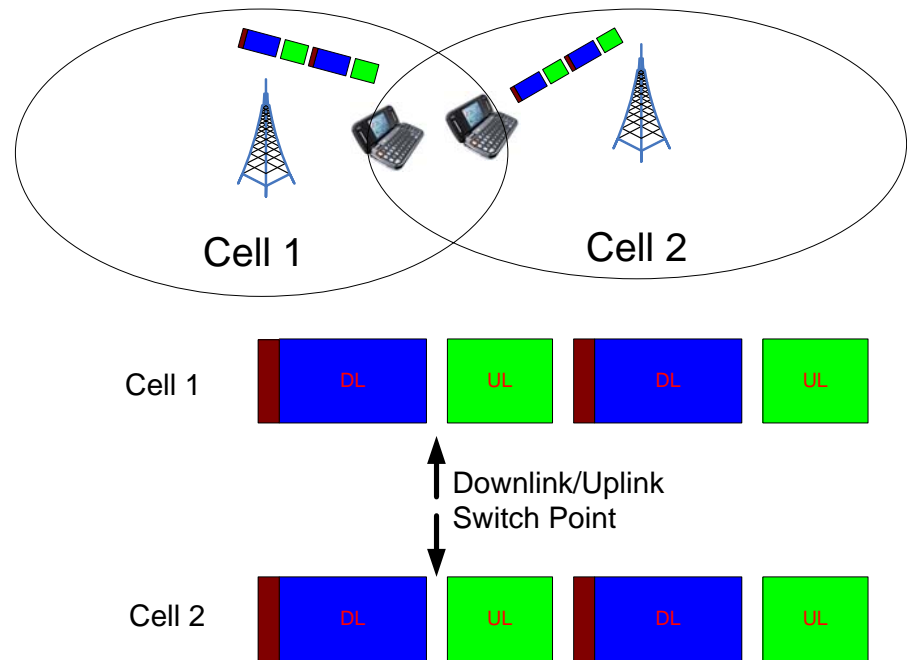 Cell 1
Cell 2
Cell 1
DL
UL
DL
UL
Downlink/Uplink
Switch Point
Cell 2
DL
UL
DL
UL